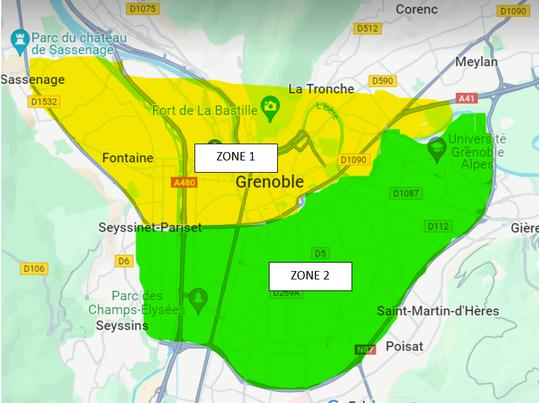 D1075
Corenc
Parc du château
de Sassenage
D512
Meylan
Sassenage
D590
La Tronche
D1532
A41
Fort de La Bastille
L'Isère
Université
Grenoble
Alpes
Fontaine
ZONE 1
D1090
A480
Grenoble
D1087
Seyssinet-Pariset
D112
Gière
D6
D5
D106
ZONE 2
D269A
Parc des
Champs-Élysées
Saint-Martin-d'Hères
Seyssins
N87
Poisat